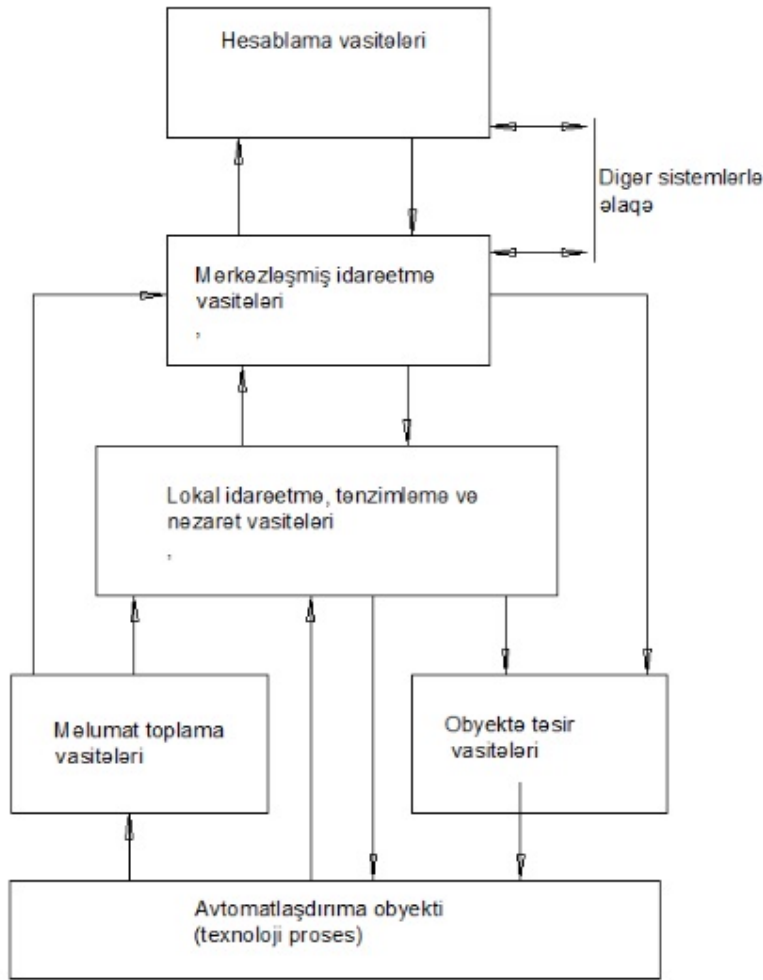 Hesablama vasitələri
Digər sistemlərlə
əlaqə
Mərkəzləşmiş idarəetmə
vasitələri
,
Lokal idarəetmə, tənzimləmə və
nəzarət vasitələri
,
Məlumat toplama
vasitələri
Obyektə təsir
vasitələri
Avtomatlaşdırıma obyekti
(texnoloji proses)